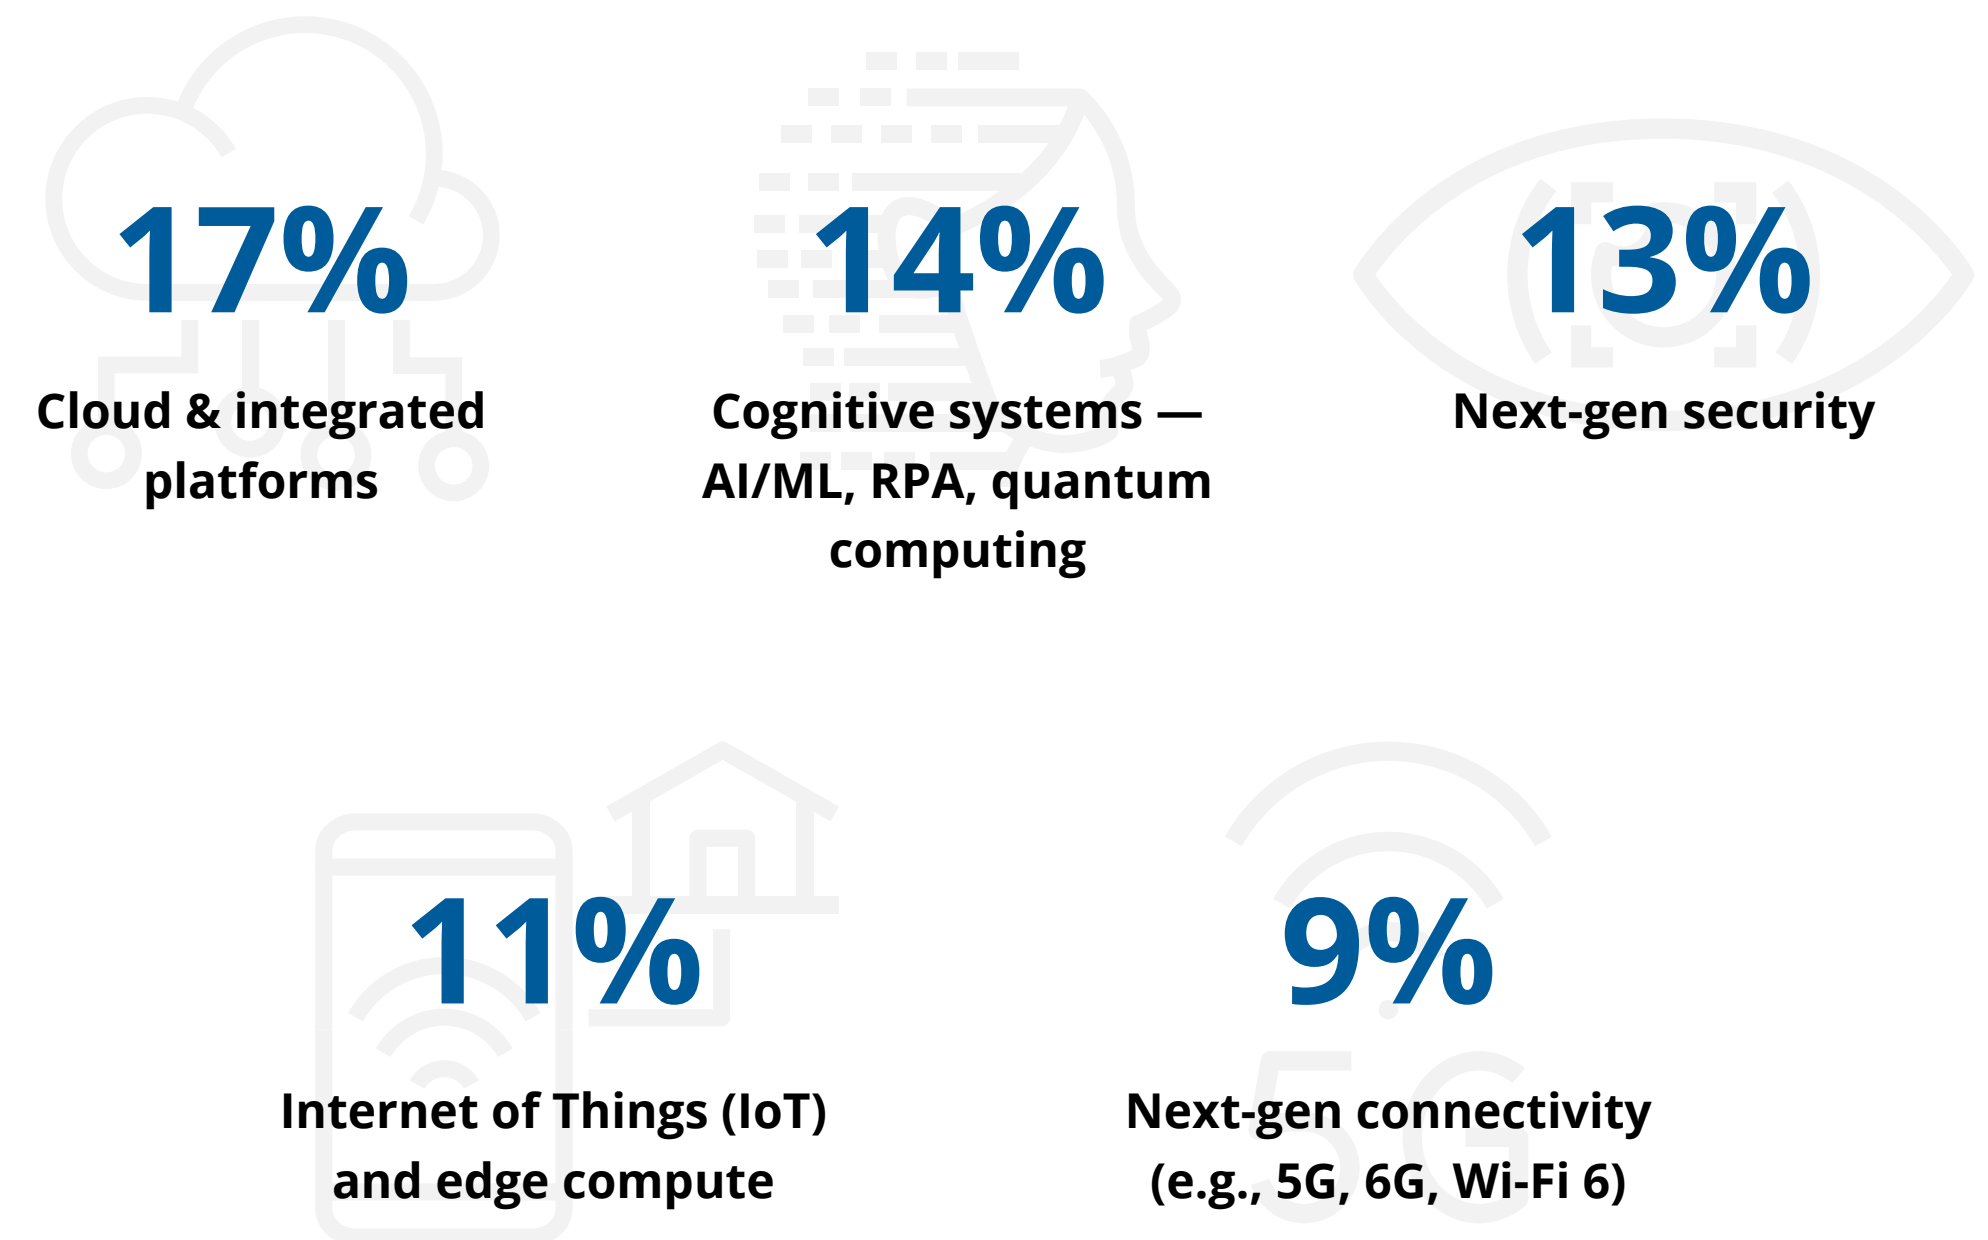 17%
14%
13%
Cloud & integrated
platforms
Cognitive systems —
AI/ML, RPA, quantum
computing
Next-gen security
11%
9%
5G
Internet of Things (IoT)
and edge compute
Next-gen connectivity
(e.g., 5G, 6G, Wi-Fi 6)